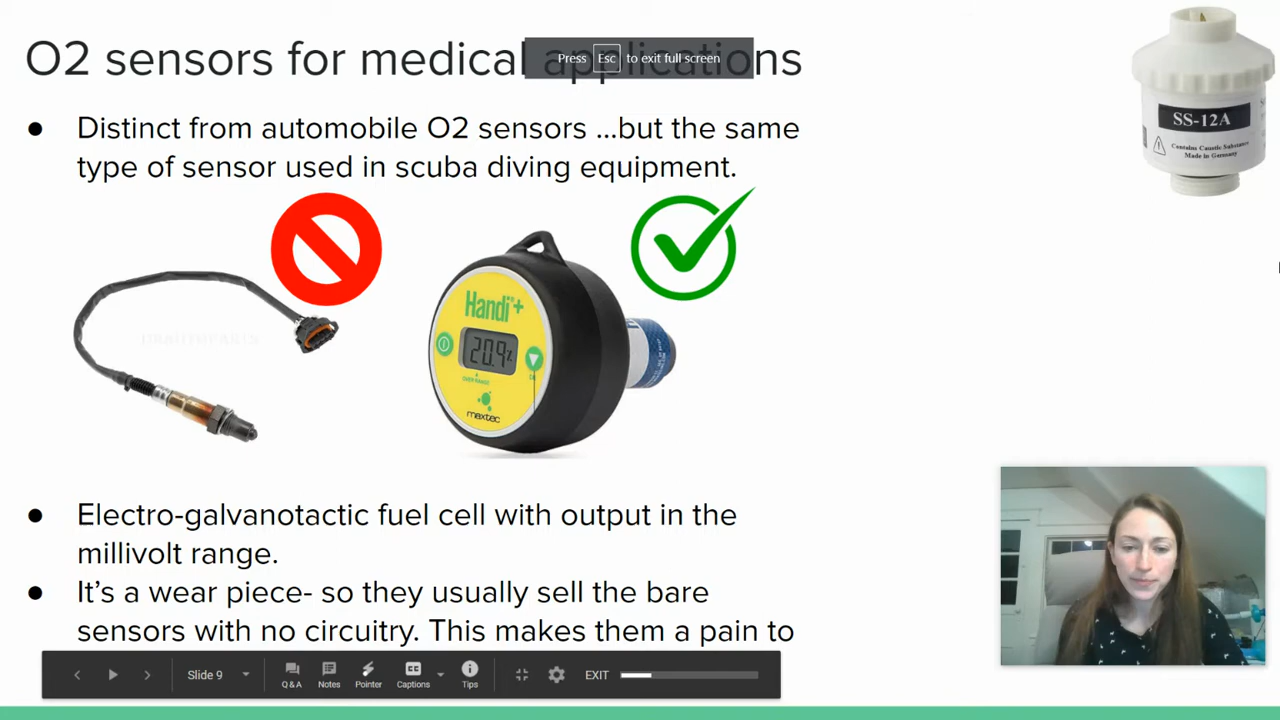 O2 sensors for medical applications
Press Esc to exit full screen
SS-12A
Contains Caustic Substance
Made in Germany
● Distinct from automobile O2 sensors ...but the same
type of sensor used in scuba diving equipment.
Handi+
20.9%
OVER RANGE
maxtec
● Electro-galvanotactic fuel cell with output in the
millivolt range.
● It's a wear piece- so they usually sell the bare
sensors with no circuitry. This makes them a pain to
Slide 9
Q & A
Notes
Pointer
CC
Captions
Tips
EXIT